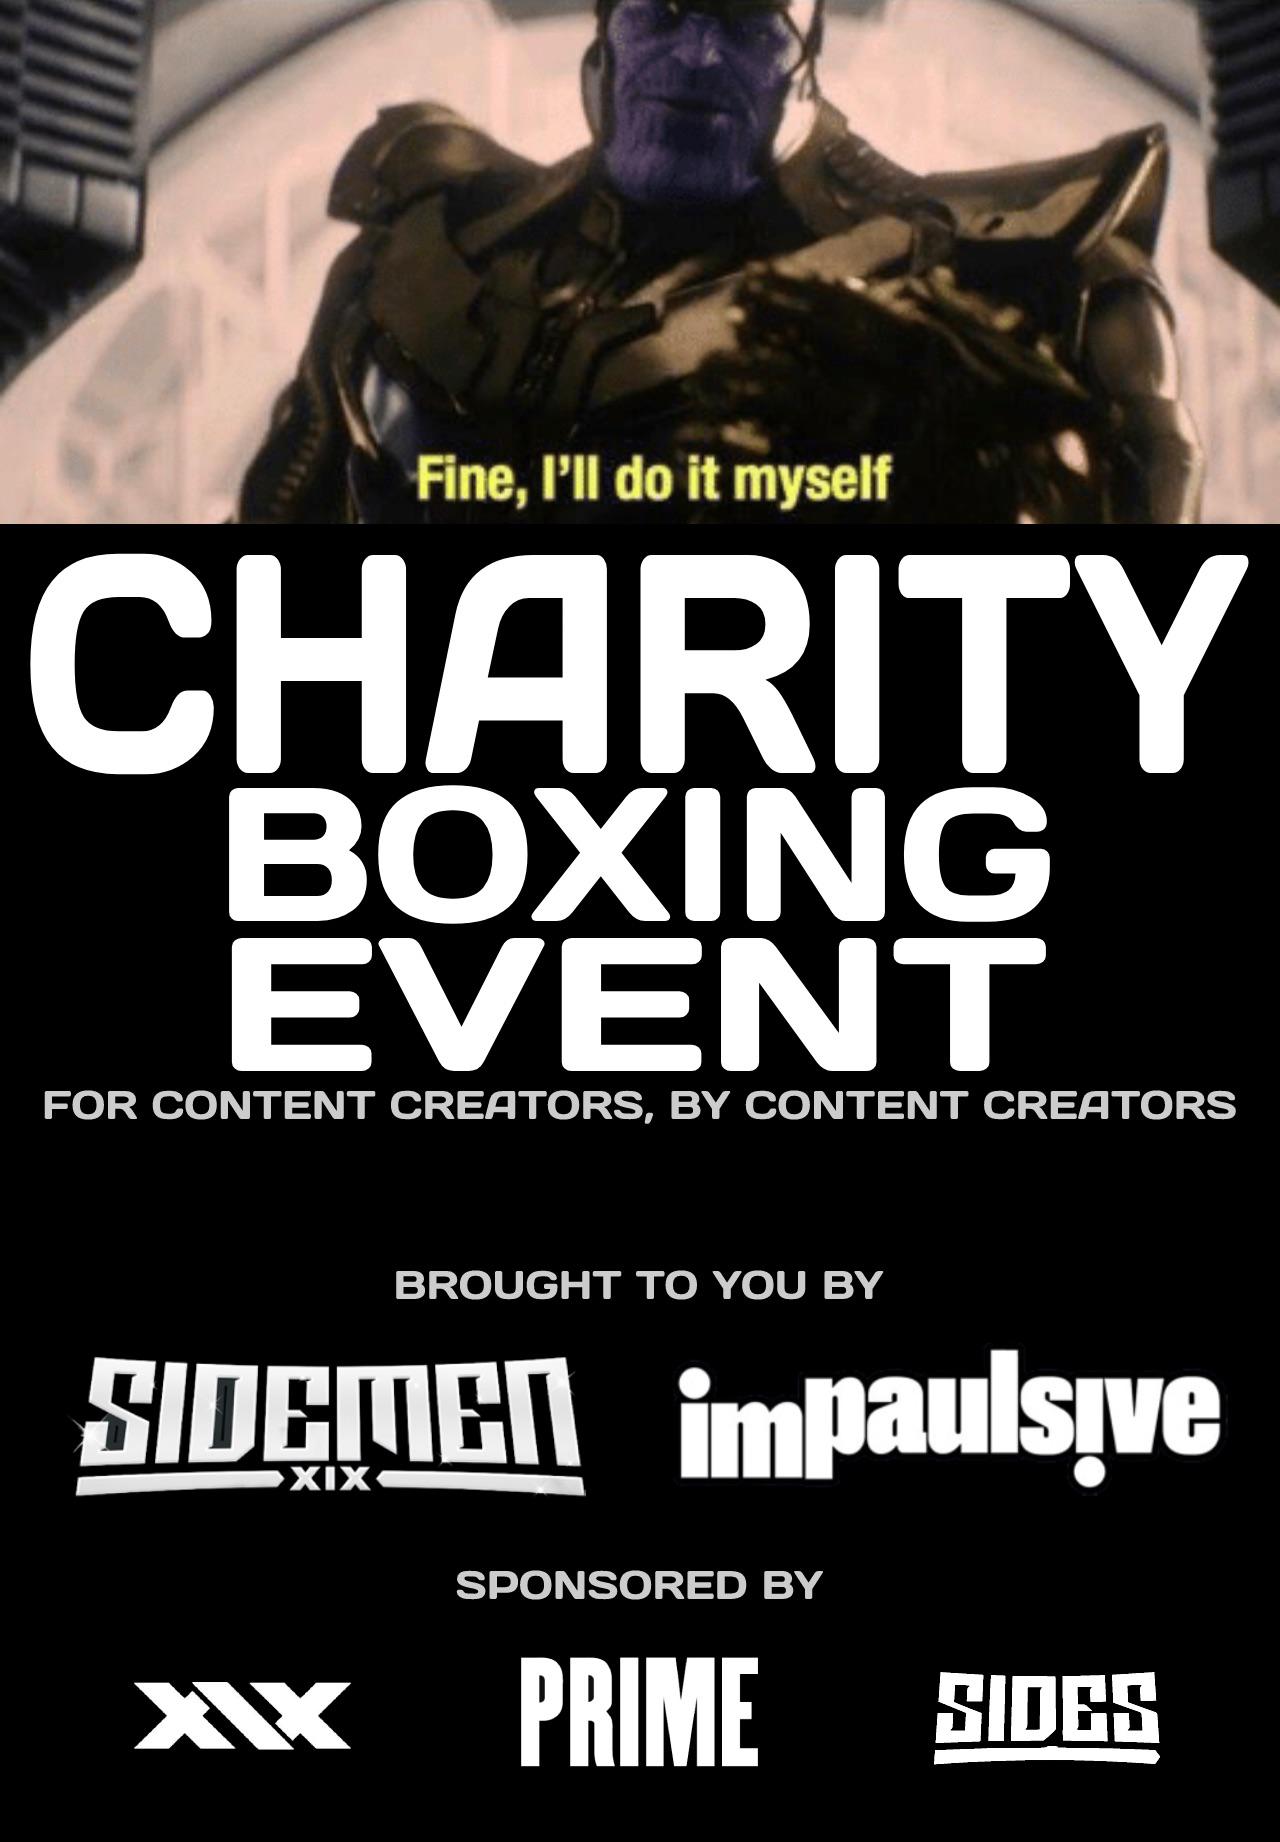 Fine, I'll do it myself
CHARITY
BOXING
EVENT
FOR CONTENT CREATORS, BY CONTENT CREATORS
BROUGHT TO YOU BY
SIDEMEN
XIX
impaulsive
SPONSORED BY
XIX
PRIME
SIDES